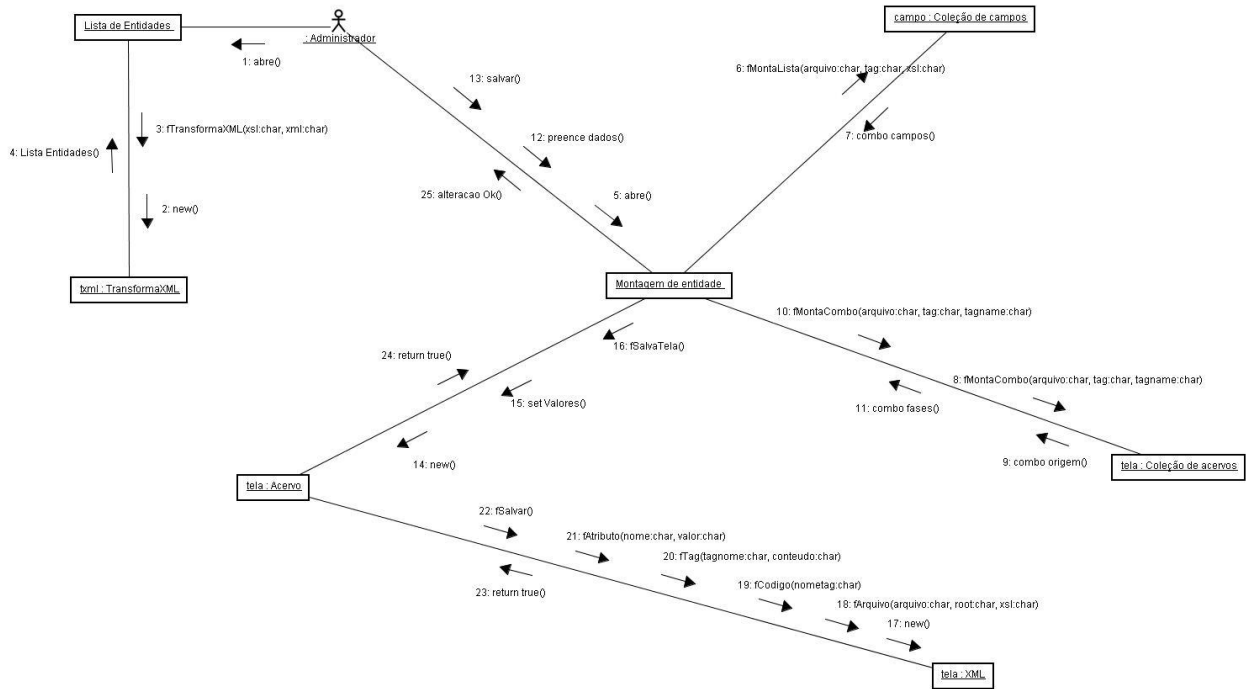 Lista de Entidades
: Administrador
campo : Coleção de campos
1: abre()
13: salvar()
6: fMontaLista(arquivo:char, tag:char, xsl:char)
3: fTransformaXML(xsl:char, xml:char)
12: preence dados()
7: combo campos()
4: Lista Entidades()
25: alteracao Ok()
5: abre()
2: new()
txml : TransformaXML
Montagem de entidade
10: fMontaCombo(arquivo:char, tag:char, tagname:char)
16: fSalvaTela()
24: return true()
8: fMontaCombo(arquivo:char, tag:char, tagname:char)
15: set Valores()
11: combo fases()
14: new()
9: combo origem()
tela : Coleção de acervos
tela : Acervo
22: fSalvar()
21: fAtributo(nome:char, valor:char)
20: fTag(tagnome:char, conteudo:char)
23: return true()
19: fCodigo(nometag:char)
18: fArquivo(arquivo:char, root:char, xsl:char)
17: new()
tela : XML